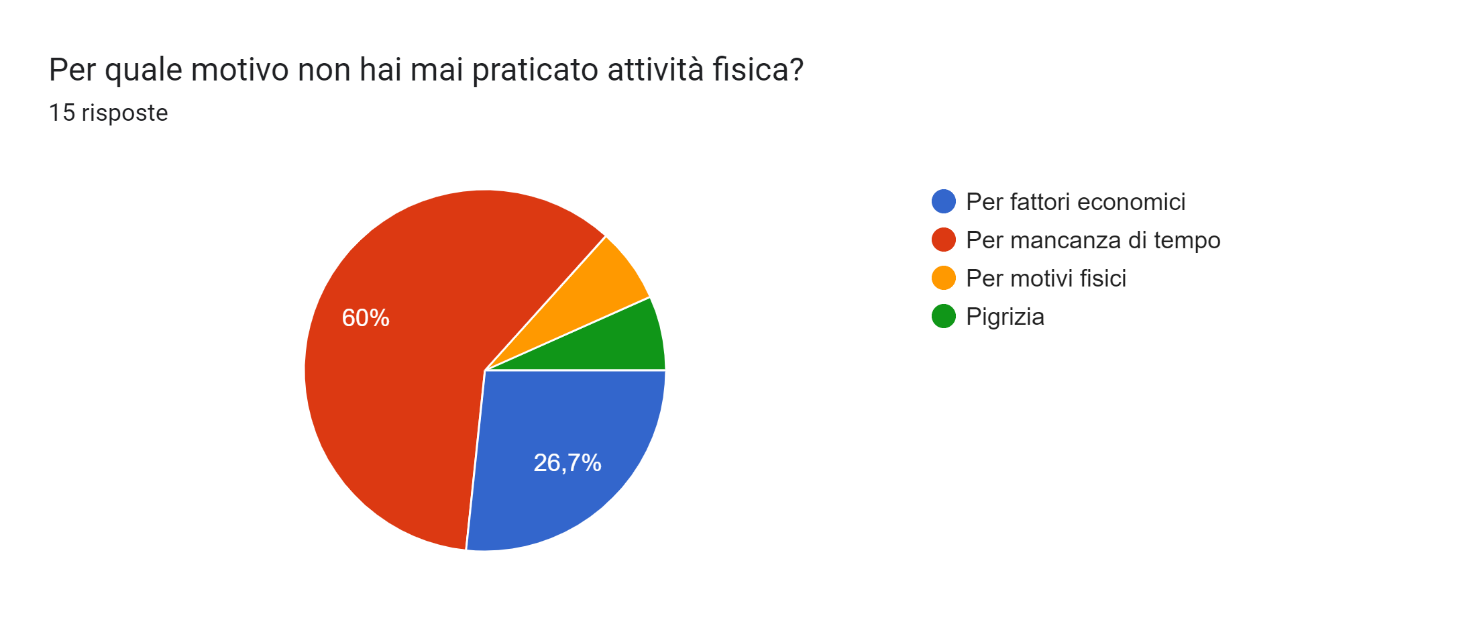 Per quale motivo non hai mai praticato attività fisica?
15 risposte
Per fattori economici
Per mancanza di tempo
Per motivi fisici
Pigrizia
60%
26,7%